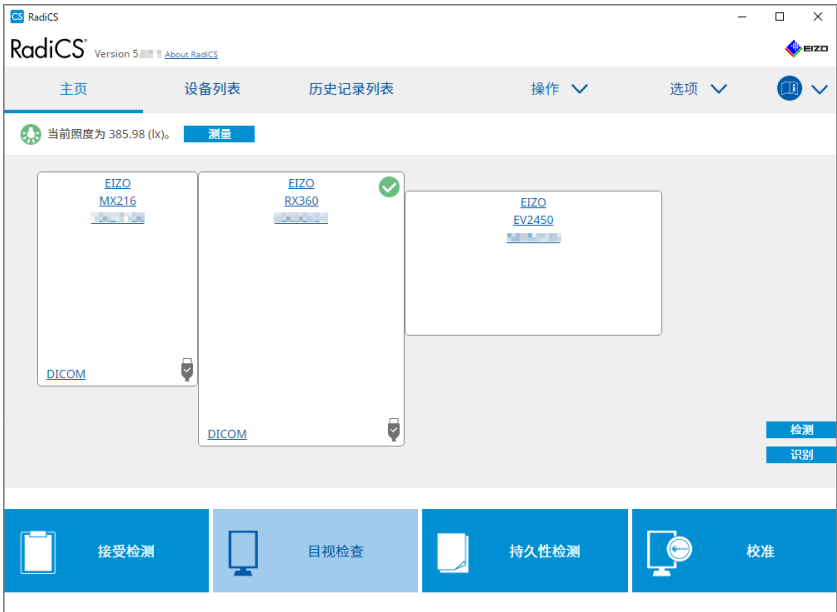 CS RadiCS
RadiCS Version 5. About RadiCS
EIZO
主页 设备列表 历史记录列表 操作 选项
当前照度为 385.98 (lx)。 测量
EIZO
MX216
DICOM
EIZO
RX360
DICOM
EIZO
EV2450
检测
识别
接受检测 目视检查 持久性检测 校准